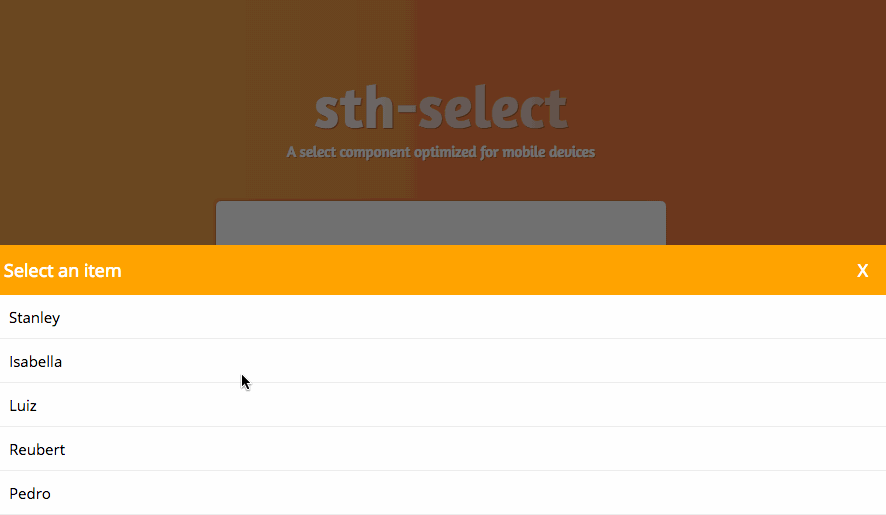 sth-select
A select component optimized for mobile devices
Select an item X
Stanley
Isabella
Luiz
Reubert
Pedro